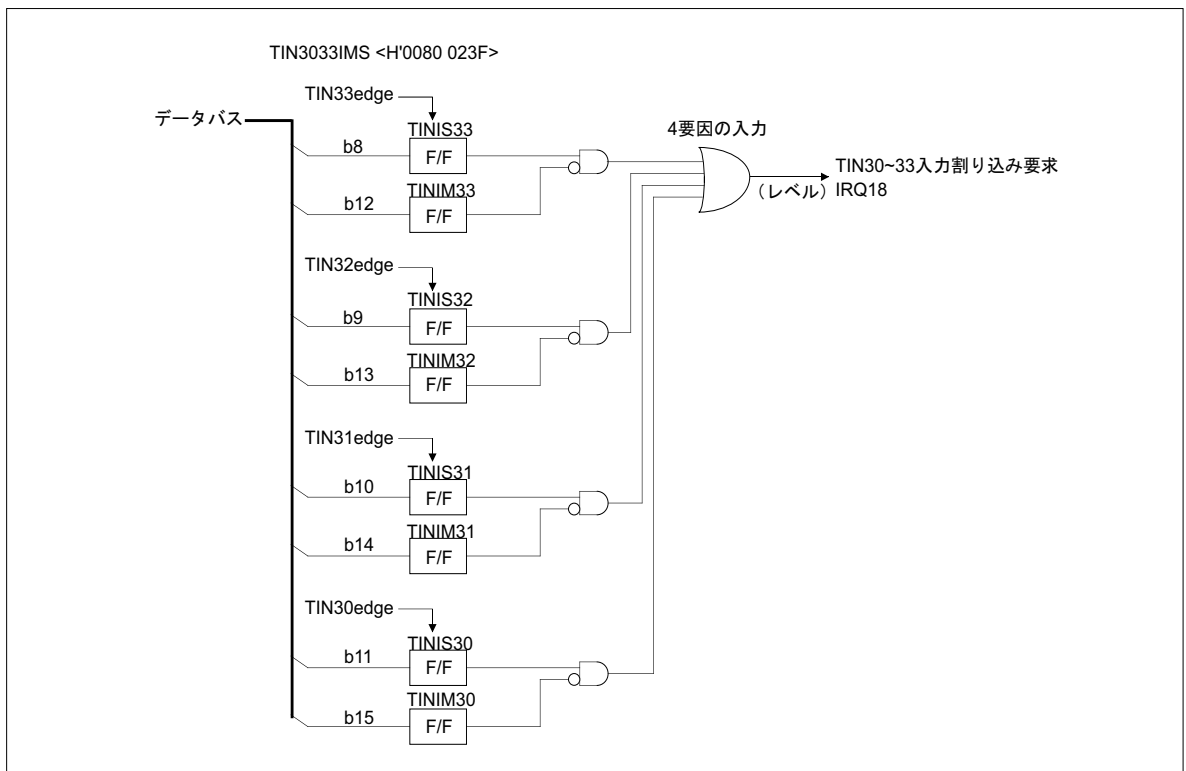 TIN3033IMS <H'0080 023F>
TIN33edge
データバス
TINIS33
4要因の入力
b8
F/F
TIN30~33入力割り込み要求
(レベル)
IRQ18
TINIM33
b12
F/F
TIN32edge
TINIS32
b9
F/F
TINIM32
b13
F/F
TIN31edge
TINIS31
b10
F/F
TINIM31
b14
F/F
TIN30edge
TINIS30
b11
F/F
TINIM30
b15
F/F